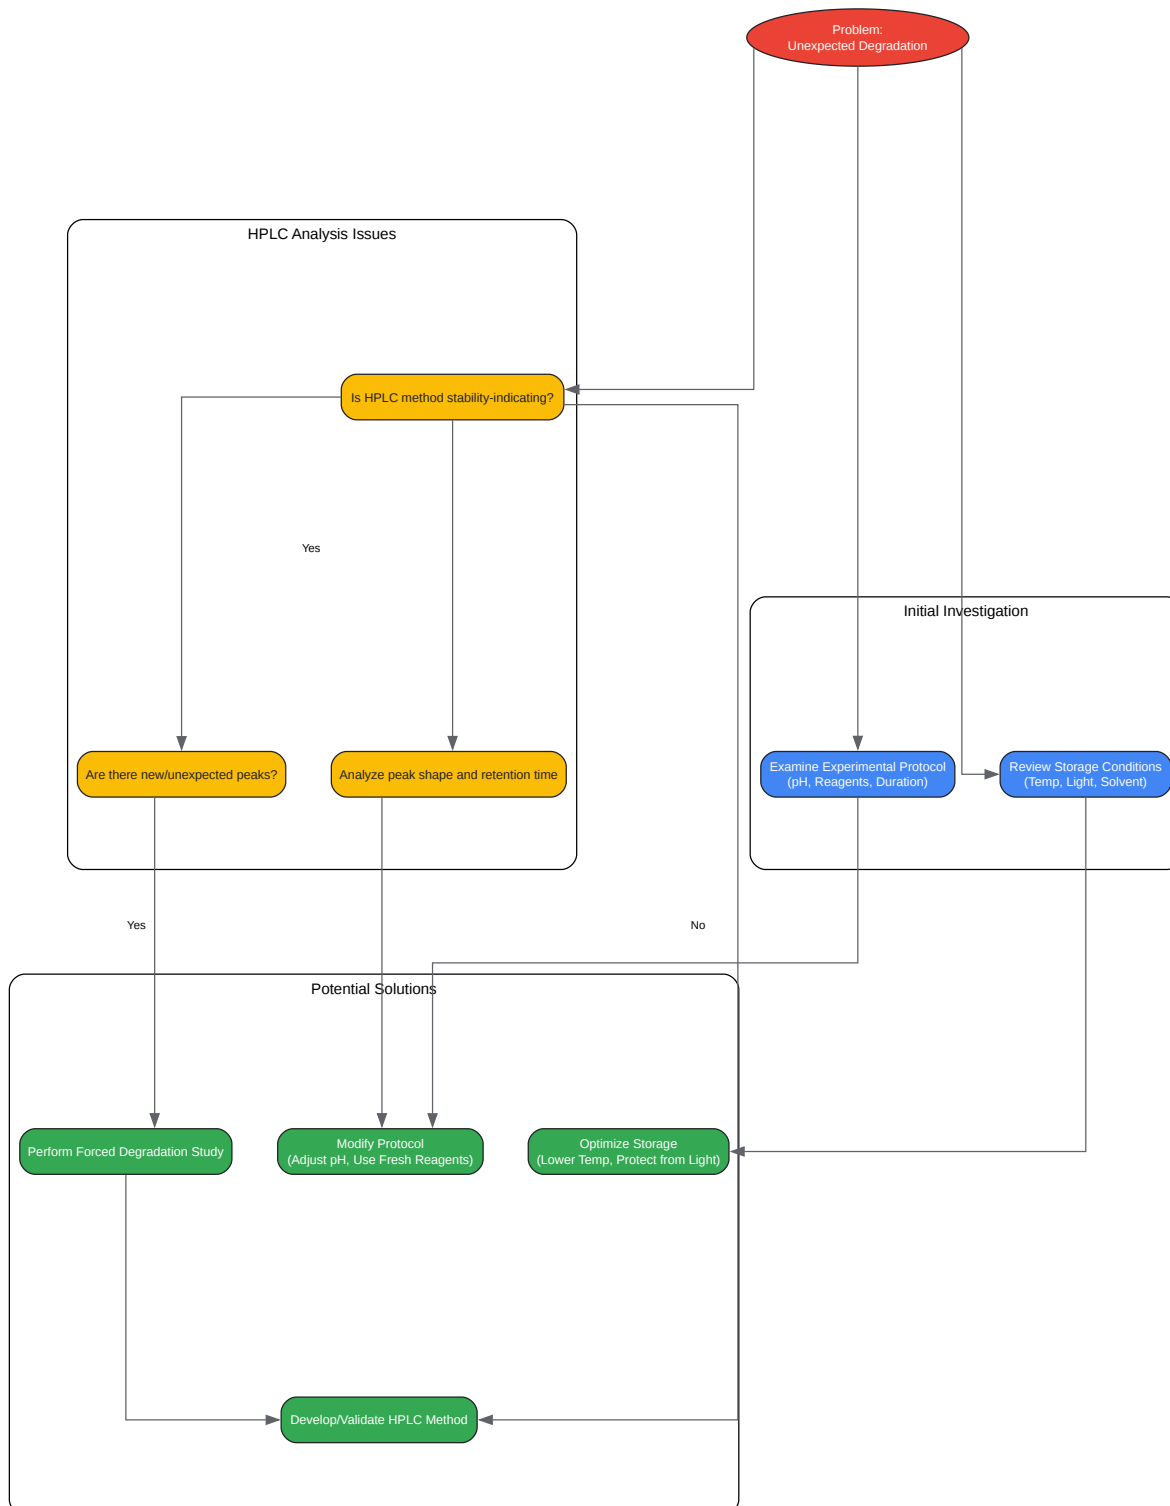 Problem:
Unexpected Degradation
HPLC Analysis Issues
Is HPLC method stability-indicating?
Yes
Initial Investigation
Are there new/unexpected peaks?
Analyze peak shape and retention time
Examine Experimental Protocol
(pH, Reagents, Duration)
Review Storage Conditions
(Temp, Light, Solvent)
Yes
No
Potential Solutions
Perform Forced Degradation Study
Modify Protocol
(Adjust pH, Use Fresh Reagents)
Optimize Storage
(Lower Temp, Protect from Light)
Develop/Validate HPLC Method